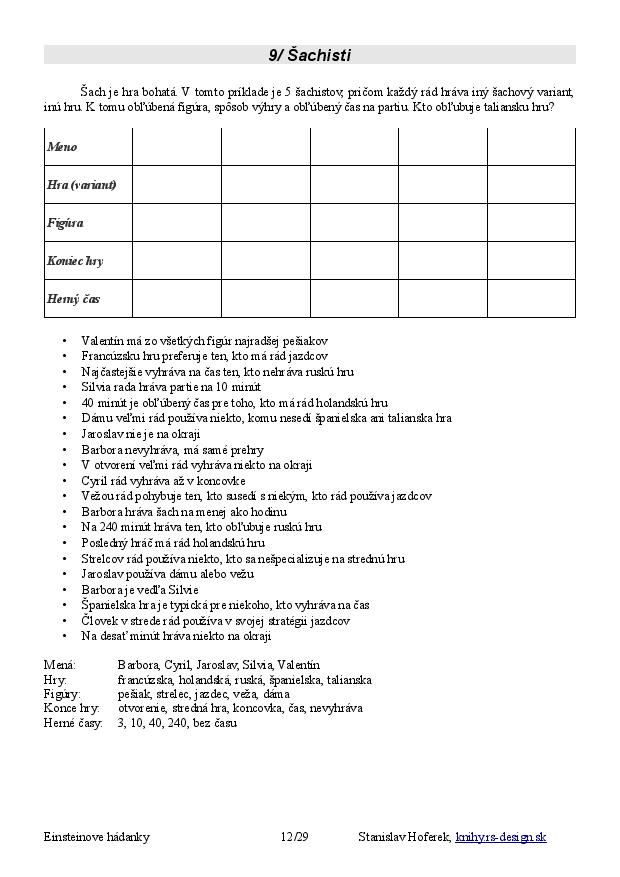 9/ Šachisti
Šach je hra bohatá. V tomto príklade je 5 šachistov, pričom každý rád hráva iný šachový variant,
inú hru. K tomu obľúbená figúra, spôsob výhry a obľúbený čas na partiu. Kto obľubuje taliansku hru?
Meno
Hra (variant)
Figúra
Koniec hry
Herný čas
• Valentín má zo všetkých figúr najradšej pešiakov
• Francúzsku hru preferuje ten, kto má rád jazdcov
• Najčastejšie vyhráva na čas ten, kto nehráva ruskú hru
• Silvia rada hráva partie na 10 minút
• 40 minút je obľúbený čas pre toho, kto má rád holandskú hru
• Dámu veľmi rád používa niekto, komu nesedí španielska ani talianska hra
• Jaroslav nie je na okraji
• Barbora nevyhráva, má samé prehry
• V otvorení veľmi rád vyhráva niekto na okraji
• Cyril rád vyhráva až v koncovke
• Vežou rád pohybuje ten, kto susedí s niekým, kto rád používa jazdcov
• Barbora hráva šach na menej ako hodinu
• Na 240 minút hráva ten, kto obľubuje ruskú hru
• Posledný hráč má rád holandskú hru
• Strelcov rád používa niekto, kto sa nešpecializuje na strednú hru
• Jaroslav používa dámu alebo vežu
• Barbora je vedľa Silvie
• Španielska hra je typická pre niekoho, kto vyhráva na čas
• Človek v strede rád používa v svojej stratégii jazdcov
• Na desať minút hráva niekto na okraji
Mená: Barbora, Cyril, Jaroslav, Silvia, Valentín
Hry: francúzska, holandská, ruská, španielska, talianska
Figúry: pešiak, strelec, jazdec, veža, dáma
Konce hry: otvorenie, stredná hra, koncovka, čas, nevyhráva
Herné časy: 3, 10, 40, 240, bez času
Einsteinove hádanky 12/29 Stanislav Hoferek, knihy.rs-design.sk